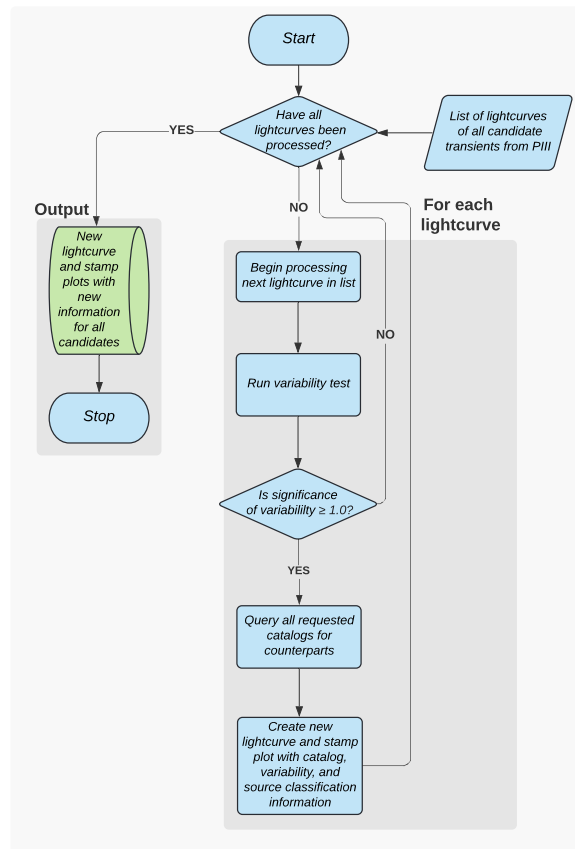 Start
Have all
lightcurves been
processed?
List of lightcurves
of all candidate
transients from PIII
YES
NO
For each
lightcurve
Output
New
lightcurve
and stamp
plots with
new
information
for all
candidates
Stop
Begin processing
next lightcurve in list
NO
Run variability test
Is significance
of variabililty ≥ 1.0?
YES
Query all requested
catalogs for
counterparts
Create new
lightcurve and stamp
plot with catalog,
variability, and
source classification
information